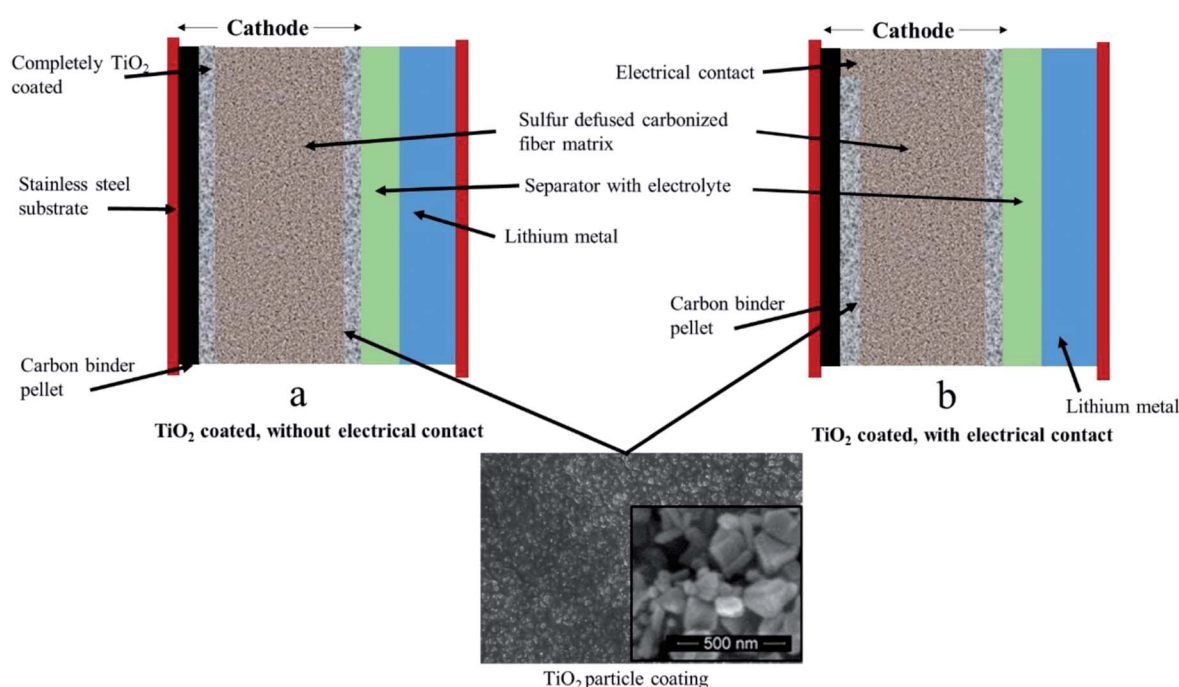 Cathode
Completely TiO₂
coated
Stainless steel
substrate
Carbon binder
pellet
a
TiO₂ coated, without electrical contact
Sulfur defused carbonized
fiber matrix
Separator with electrolyte
Lithium metal
Cathode
Electrical contact
Carbon binder
pellet
b
Lithium metal
TiO₂ coated, with electrical contact
500 nm
TiO₂ particle coating